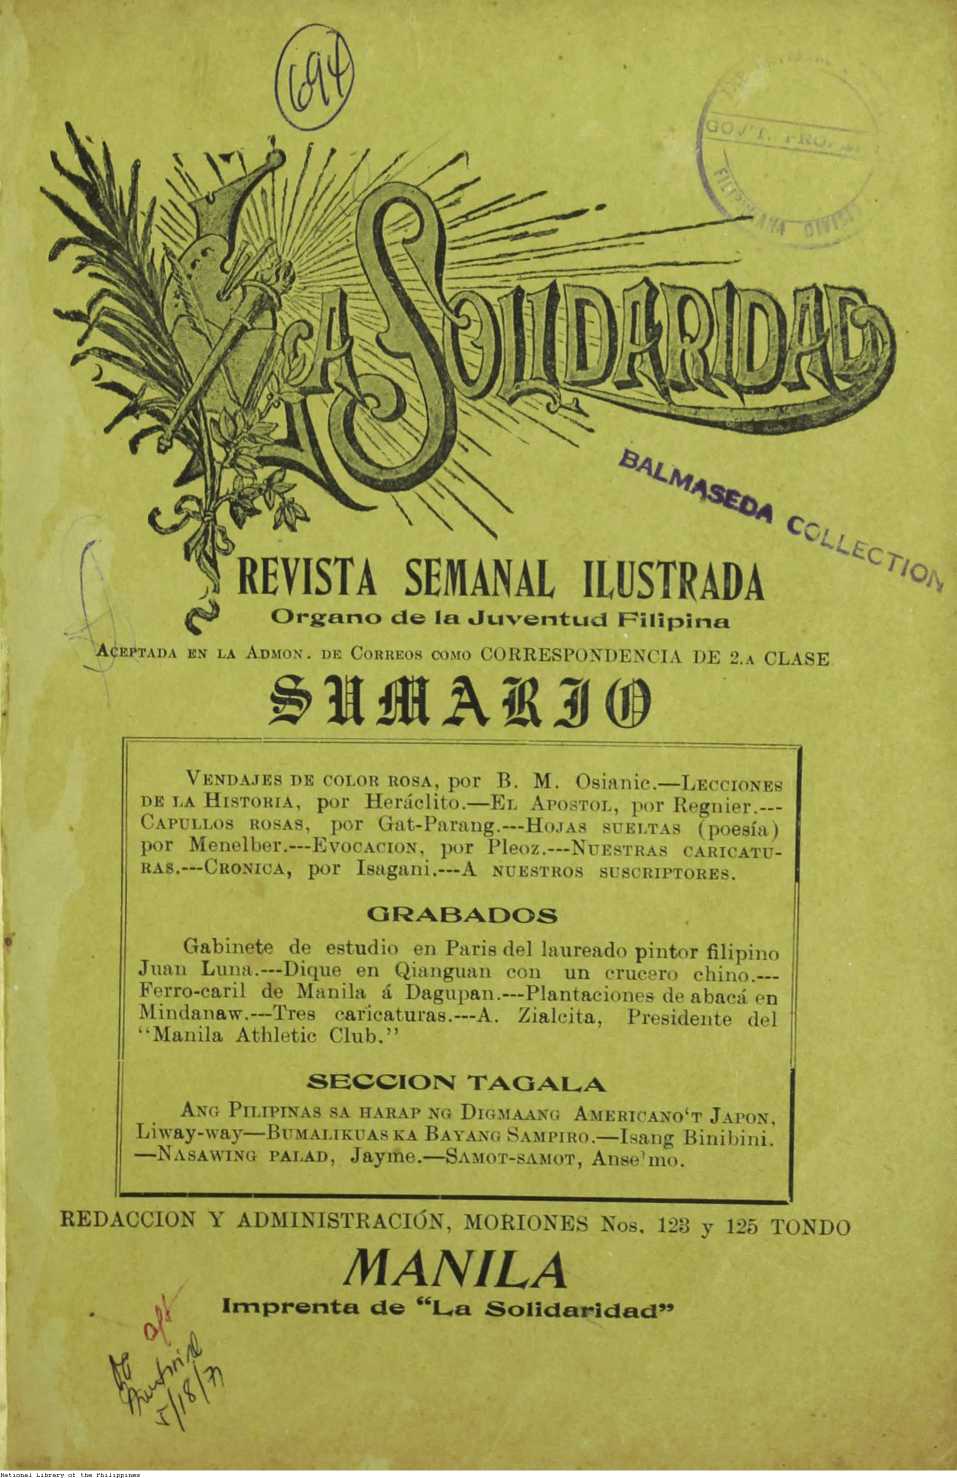 694
GOV'T. PROP
FILIPINIANA DIVISION
LA SOLIDARIDAD
BALMASEDA COLLECTION
REVISTA SEMANAL ILUSTRADA
Organo de la Juventud Filipina
ACEPTADA EN LA ADMON. DE CORREOS COMO CORRESPONDENCIA DE 2.A CLASE
SUMARIO
VENDAJES DE COLOR ROSA, por B. M. Osianic.—LECCIONES
DE LA HISTORIA, por Heráclito.—EL APOSTOL, por Regnier.---
CAPULLOS ROSAS, por Gat-Parang.---HOJAS SUELTAS (poesía)
por Menelber.---EVOCACION, por Pleoz.---NUESTRAS CARICATU-
RAS.---CRONICA, por Isagani.---A NUESTROS SUSCRIPTORES.
GRABADOS
Gabinete de estudio en Paris del laureado pintor filipino
Juan Luna.---Dique en Qianguan con un crucero chino.---
Ferro-caril de Manila á Dagupan.---Plantaciones de abacá en
Mindanaw.---Tres caricaturas.---A. Zialcita, Presidente del
“Manila Athletic Club.”
SECCION TAGALA
ANG PILIPINAS SA HARAP NG DIGMAANG AMERICANO‘T JAPON,
Liway-way—BUMALIKUAS KA BAYANG SAMPIRO.—Isang Binibini.
—NASAWING PALAD, Jayme.—SAMOT-SAMOT, Anse'mo.
REDACCION Y ADMINISTRACIÓN, MORIONES Nos. 123 y 125 TONDO
MANILA
Imprenta de “La Solidaridad”
5/18/71
National Library of the Philippines